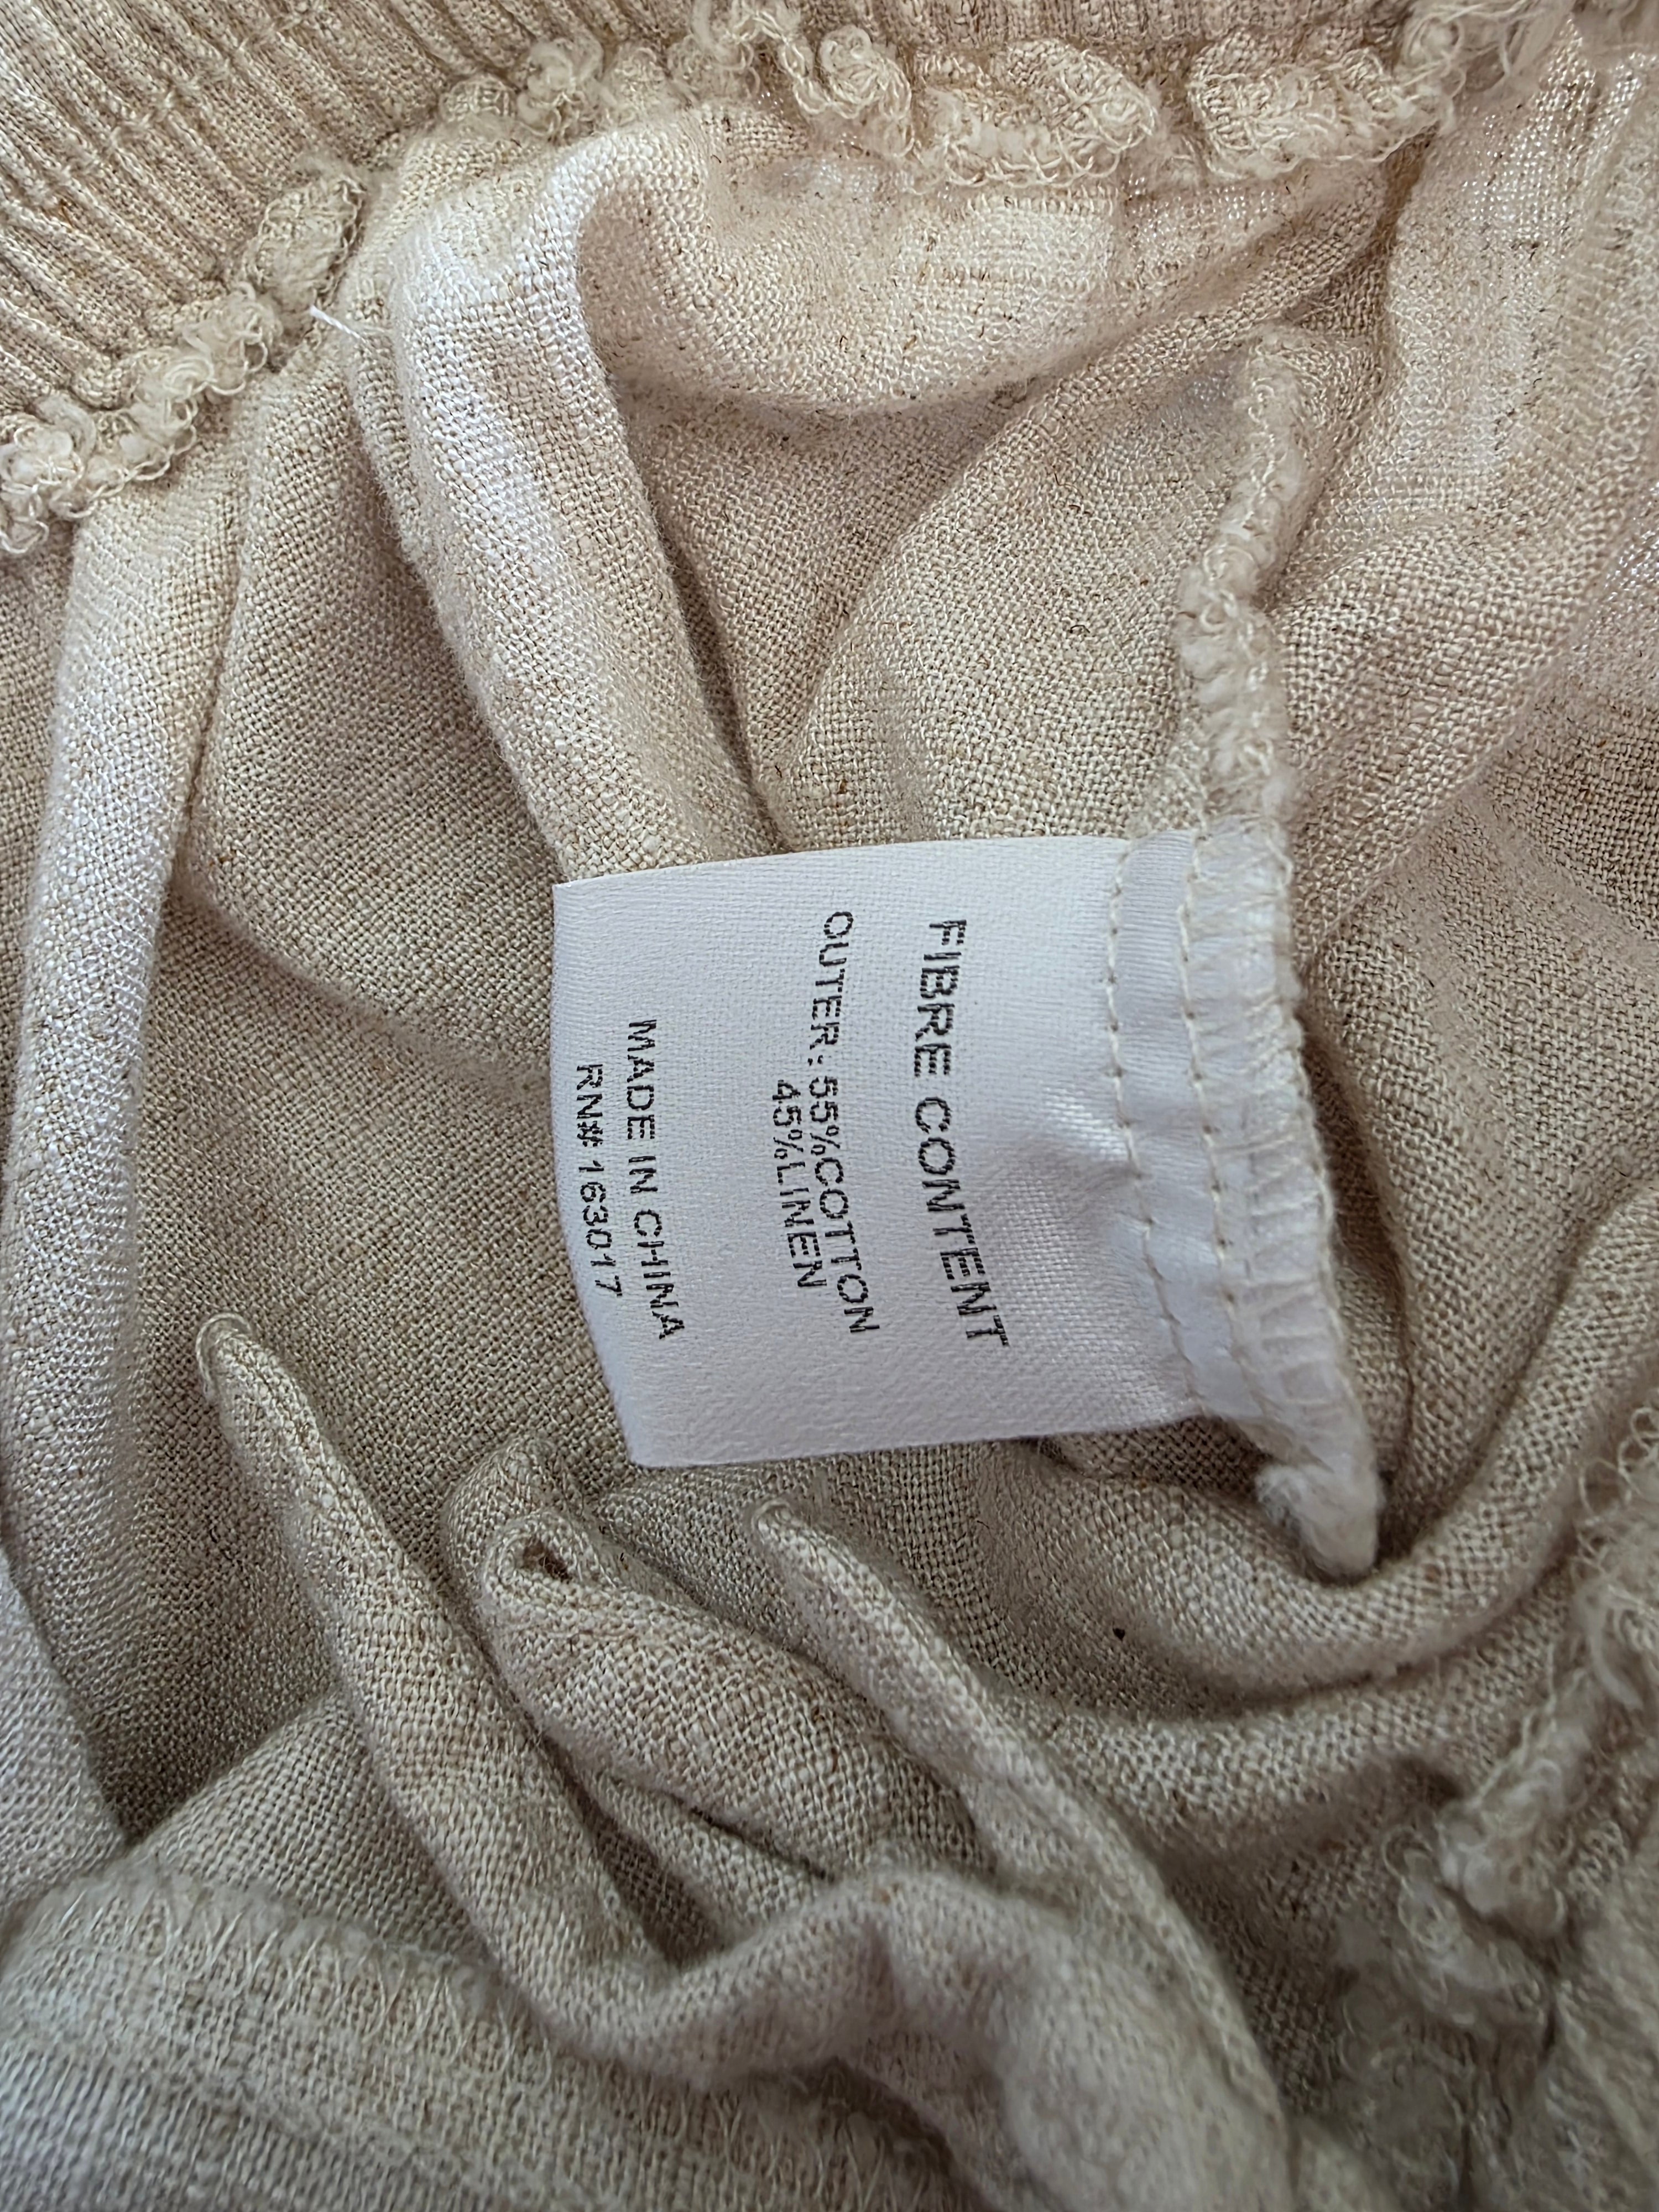 FIBRE CONTENT
OUTER: 55%COTTON
45%LINEN
MADE IN CHINA
RN# 163017